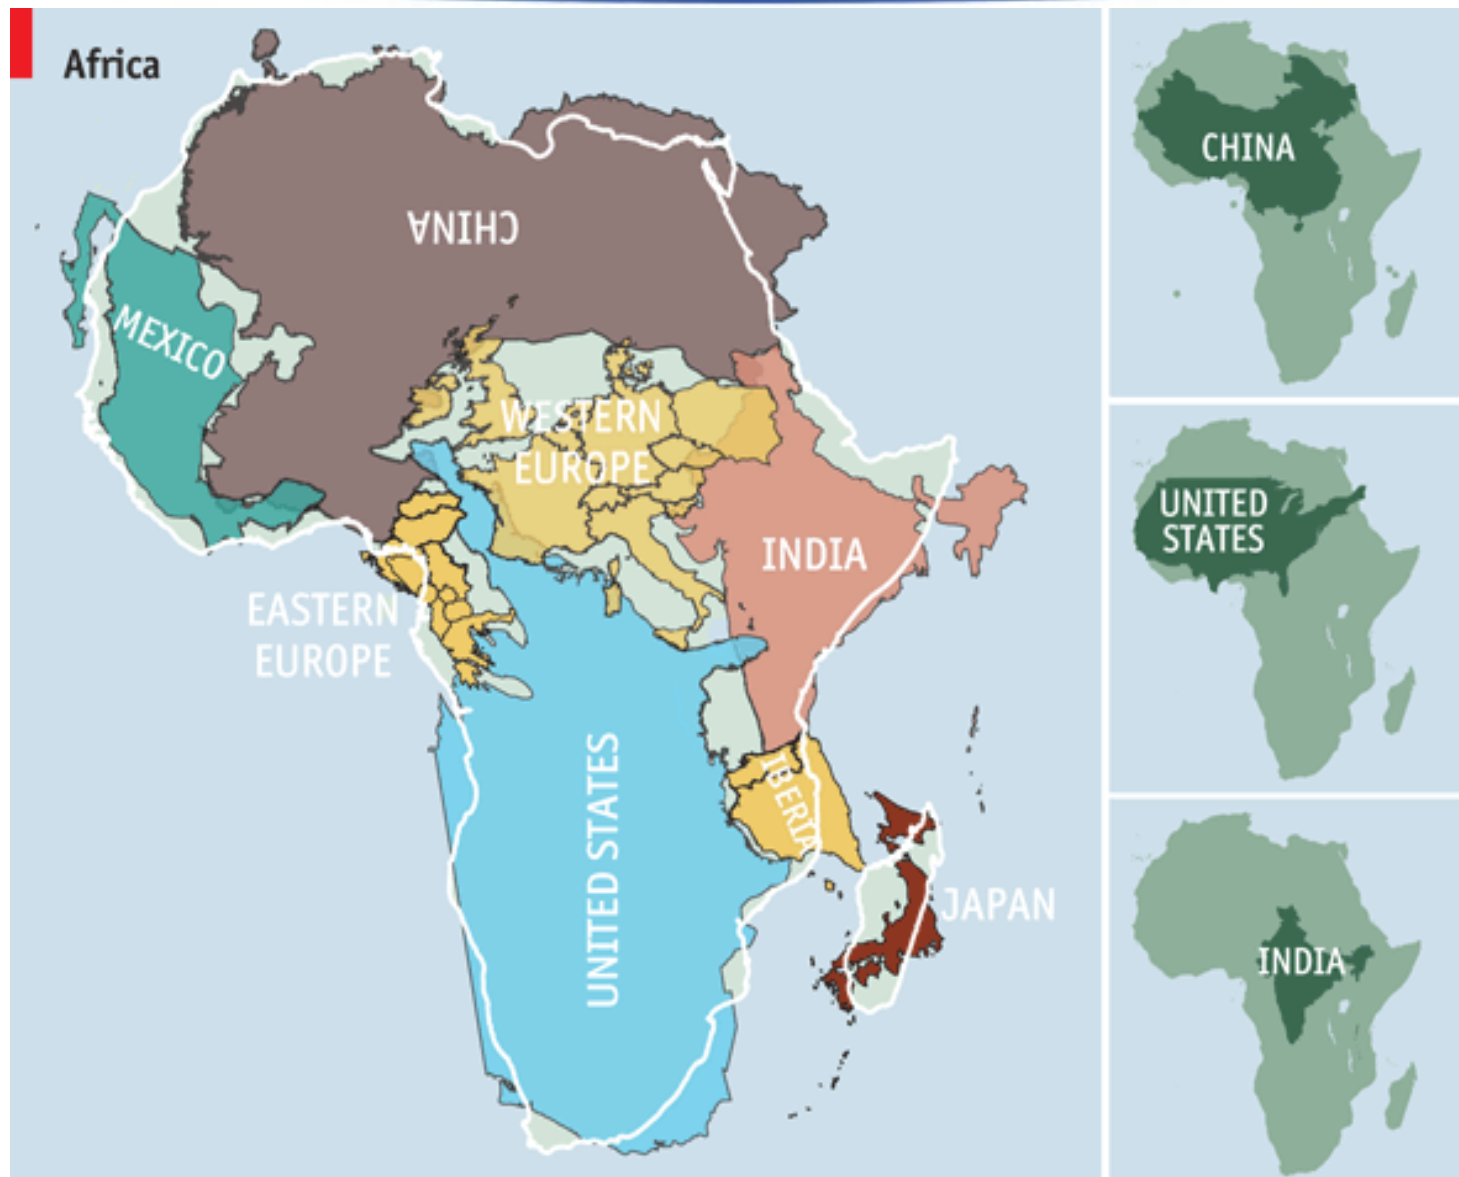 Africa
CHINA
MEXICO
WESTERN
EUROPE
INDIA
EASTERN
EUROPE
UNITED STATES
IBERIA
JAPAN
CHINA
UNITED
STATES
INDIA